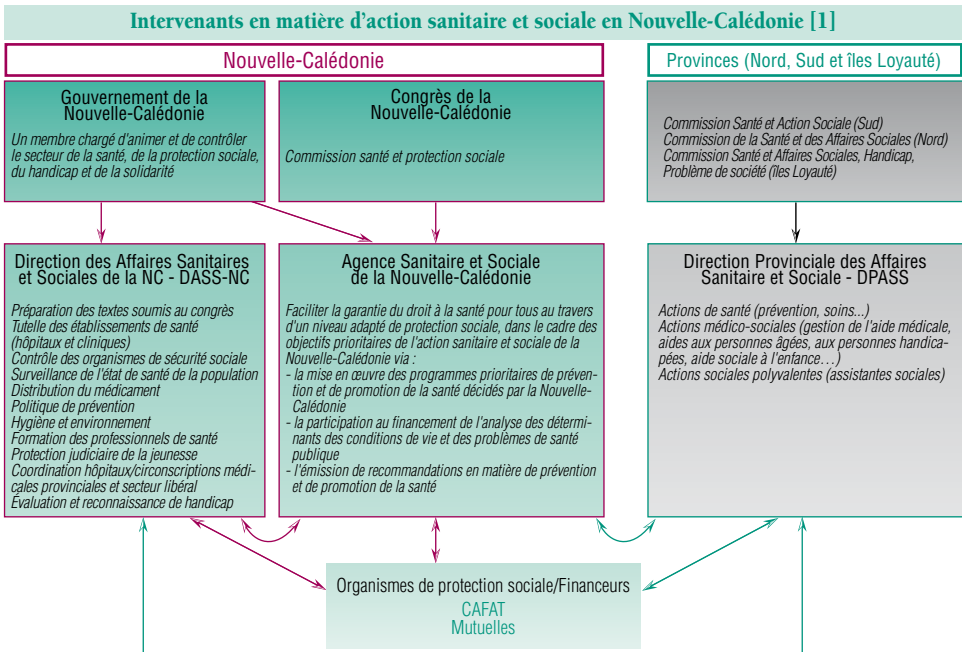 Intervenants en matière d'action sanitaire et sociale en Nouvelle-Calédonie [1]
Nouvelle-Calédonie
Provinces (Nord, Sud et îles Loyauté)
Gouvernement de la
Nouvelle-Calédonie
Un membre chargé d'animer et de contrôler
le secteur de la santé, de la protection sociale,
du handicap et de la solidarité
Congrès de la
Nouvelle-Calédonie
Commission santé et protection sociale
Commission Santé et Action Sociale (Sud)
Commission de la Santé et des Affaires Sociales (Nord)
Commission Santé et Affaires Sociales, Handicap,
Problème de société (îles Loyauté)
Direction des Affaires Sanitaires
et Sociales de la NC - DASS-NC
Préparation des textes soumis au congrès
Tutelle des établissements de santé
(hôpitaux et cliniques)
Contrôle des organismes de sécurité sociale
Surveillance de l'état de santé de la population
Distribution du médicament
Politique de prévention
Hygiène et environnement
Formation des professionnels de santé
Protection judiciaire de la jeunesse
Coordination hôpitaux/circonscriptions médi-
cales provinciales et secteur libéral
Évaluation et reconnaissance de handicap
Agence Sanitaire et Sociale
de la Nouvelle-Calédonie
Faciliter la garantie du droit à la santé pour tous au travers
d'un niveau adapté de protection sociale, dans le cadre des
objectifs prioritaires de l'action sanitaire et sociale de la
Nouvelle-Calédonie via :
- la mise en œuvre des programmes prioritaires de préven-
tion et de promotion de la santé décidés par la Nouvelle-
Calédonie
- la participation au financement de l'analyse des détermi-
nants des conditions de vie et des problèmes de santé
publique
- l'émission de recommandations en matière de prévention
et de promotion de la santé
Direction Provinciale des Affaires
Sanitaire et Sociale - DPASS
Actions de santé (prévention, soins...)
Actions médico-sociales (gestion de l'aide médicale,
aides aux personnes âgées, aux personnes handica-
pées, aide sociale à l'enfance…)
Actions sociales polyvalentes (assistantes sociales)
Organismes de protection sociale/Financeurs
CAFAT
Mutuelles